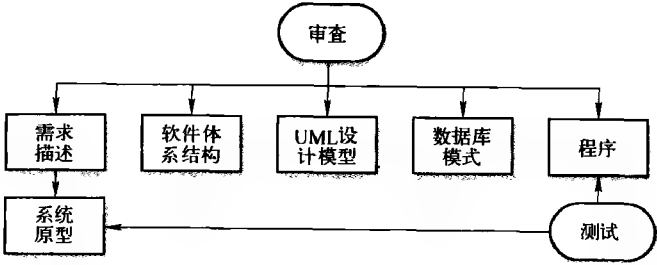 审查
需求
描述
软件体
系结构
UML设
计模型
数据库
模式
程序
系统
原型
测试